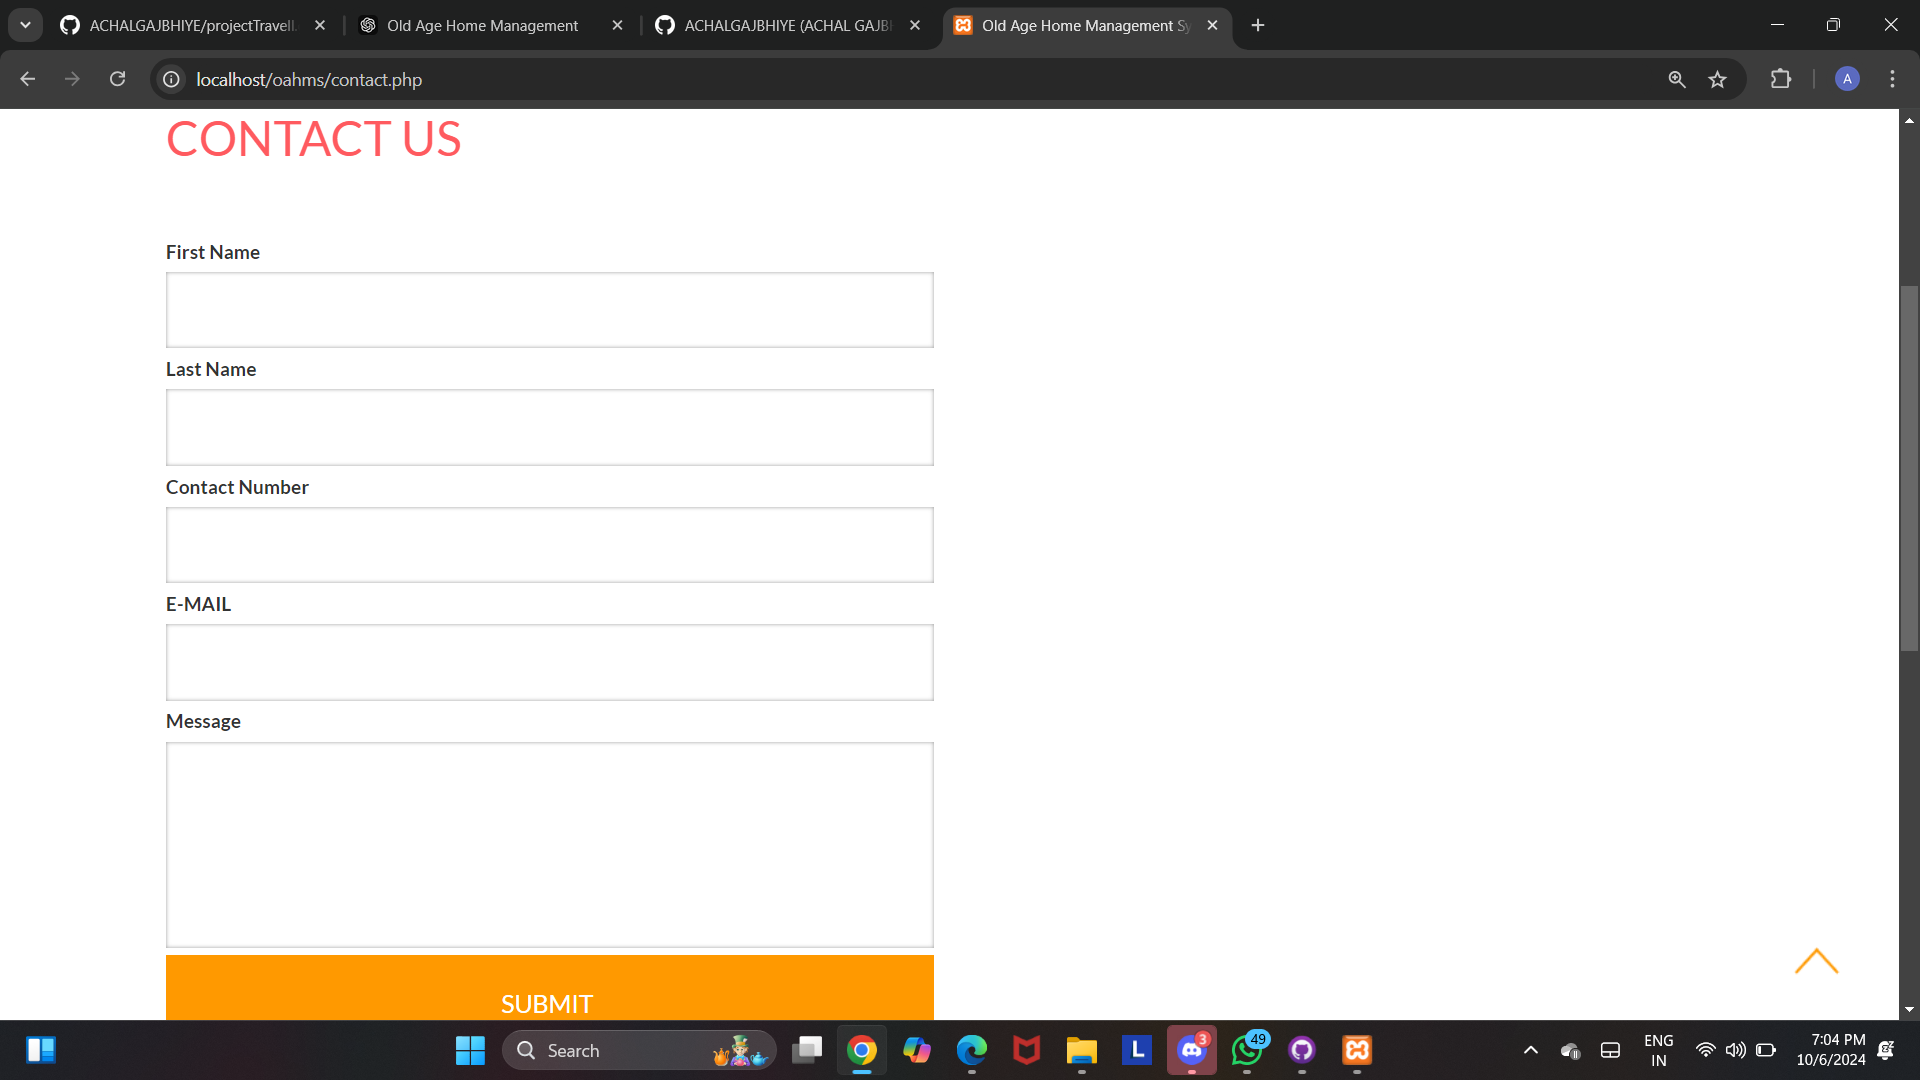 ACHALGAJBHIYE/projectTravell
Old Age Home Management
ACHALGAJBHIYE (ACHAL GAJBH
Old Age Home Management Sy
localhost/oahms/contact.php
A
CONTACT US
First Name
Last Name
Contact Number
E-MAIL
Message
SUBMIT
Search
L
3
49
ENG
IN
7:04 PM
10/6/2024